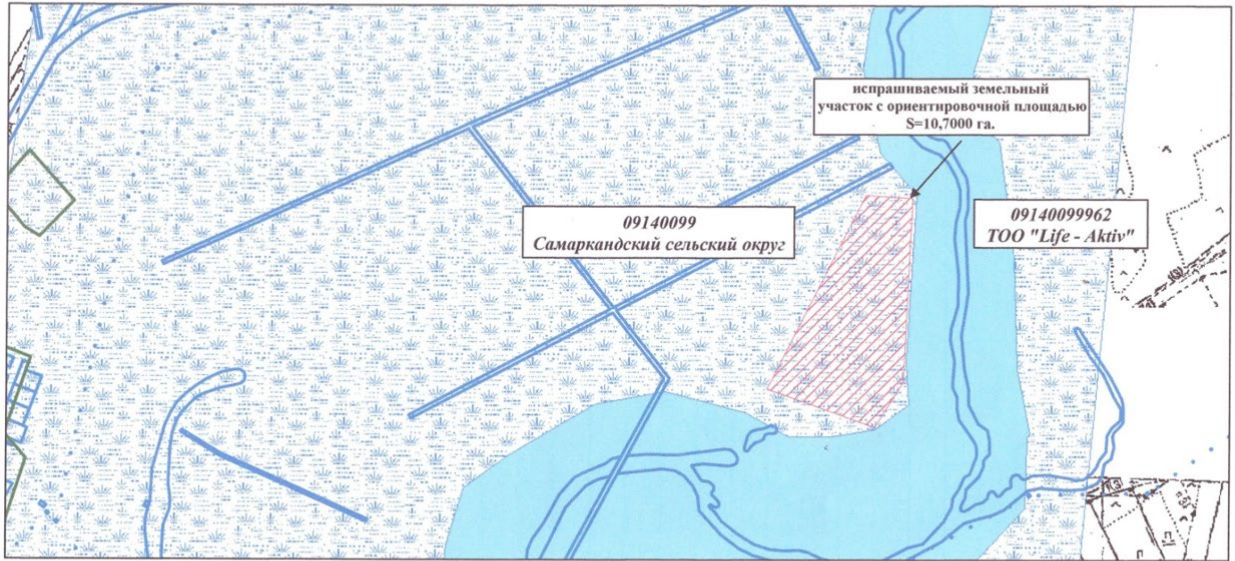 испрашиваемый земельный
участок с ориентировочной площадью
S=10,7000 га.
09140099
Самаркандский сельский округ
09140099962
ТОО "Life - Aktiv"